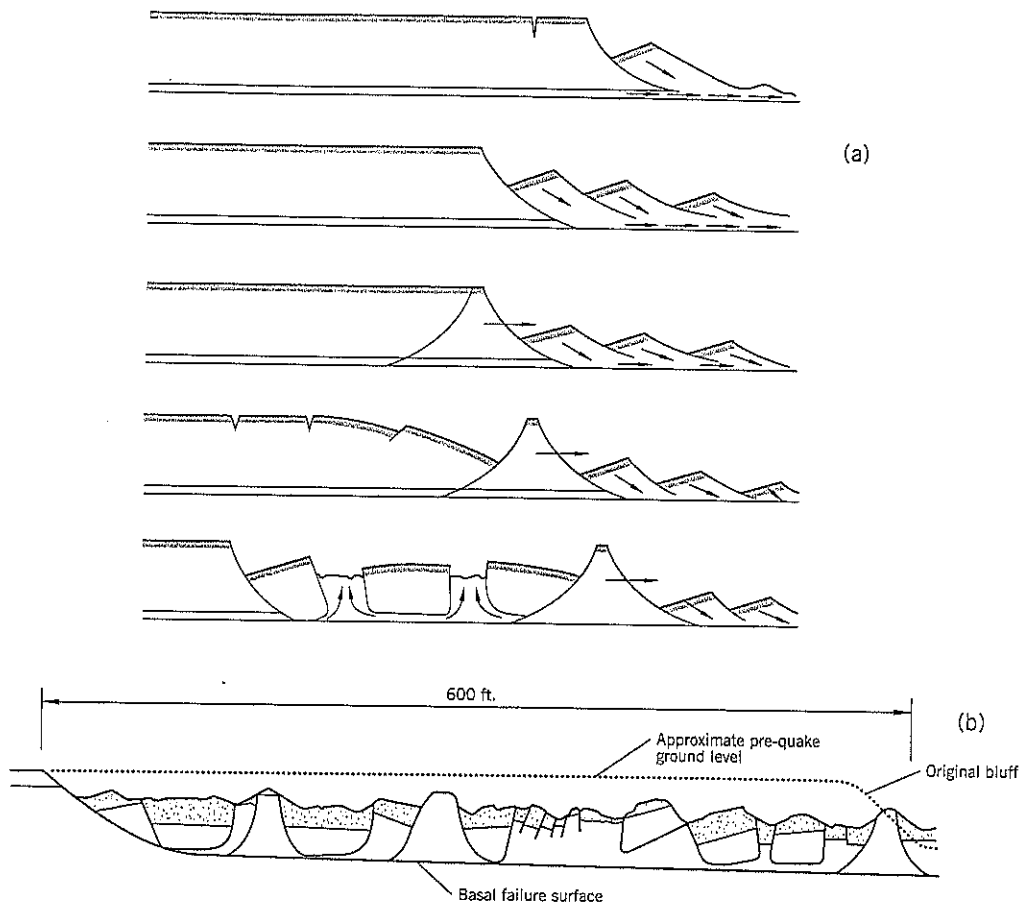 (a)
600 ft.
(b)
Approximate pre-quake
ground level
Original bluff
Basal failure surface